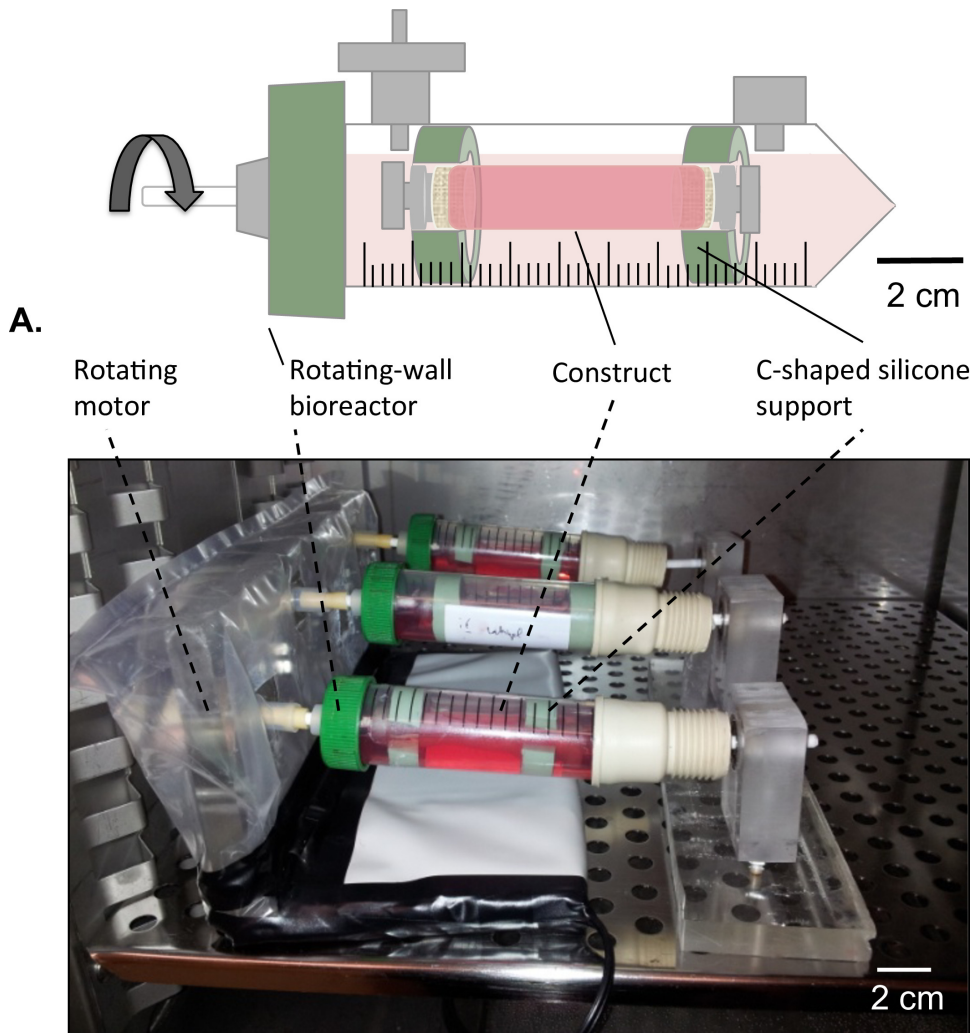 2 cm
A.
Rotating
motor
Rotating-wall
bioreactor
Construct
C-shaped silicone
support
2 cm